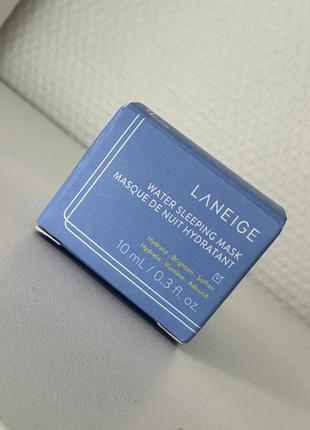 LANEIGE
WATER SLEEPING MASK
MASQUE DE NUIT HYDRATANT
Hydrate . Brighten . Soften
Hydrate . Illumine . Adoucit
10 mL / 0.3 fl. oz.